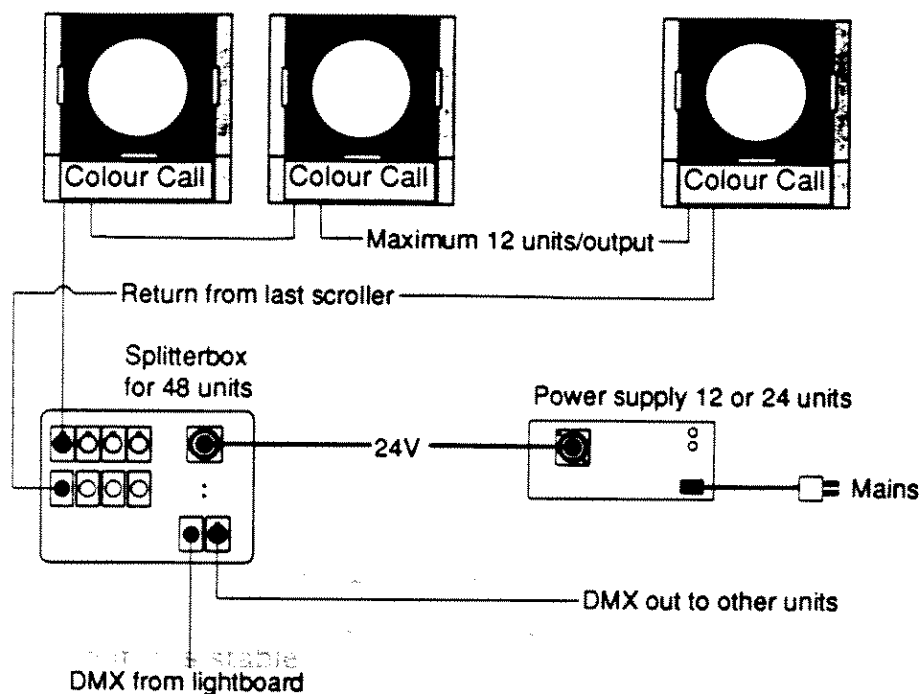 Colour Call
Colour Call
Colour Call
Maximum 12 units/output
Return from last scroller
Splitterbox
for 48 units
Power supply 12 or 24 units
24V
Mains
DMX out to other units
stable
DMX from lightboard